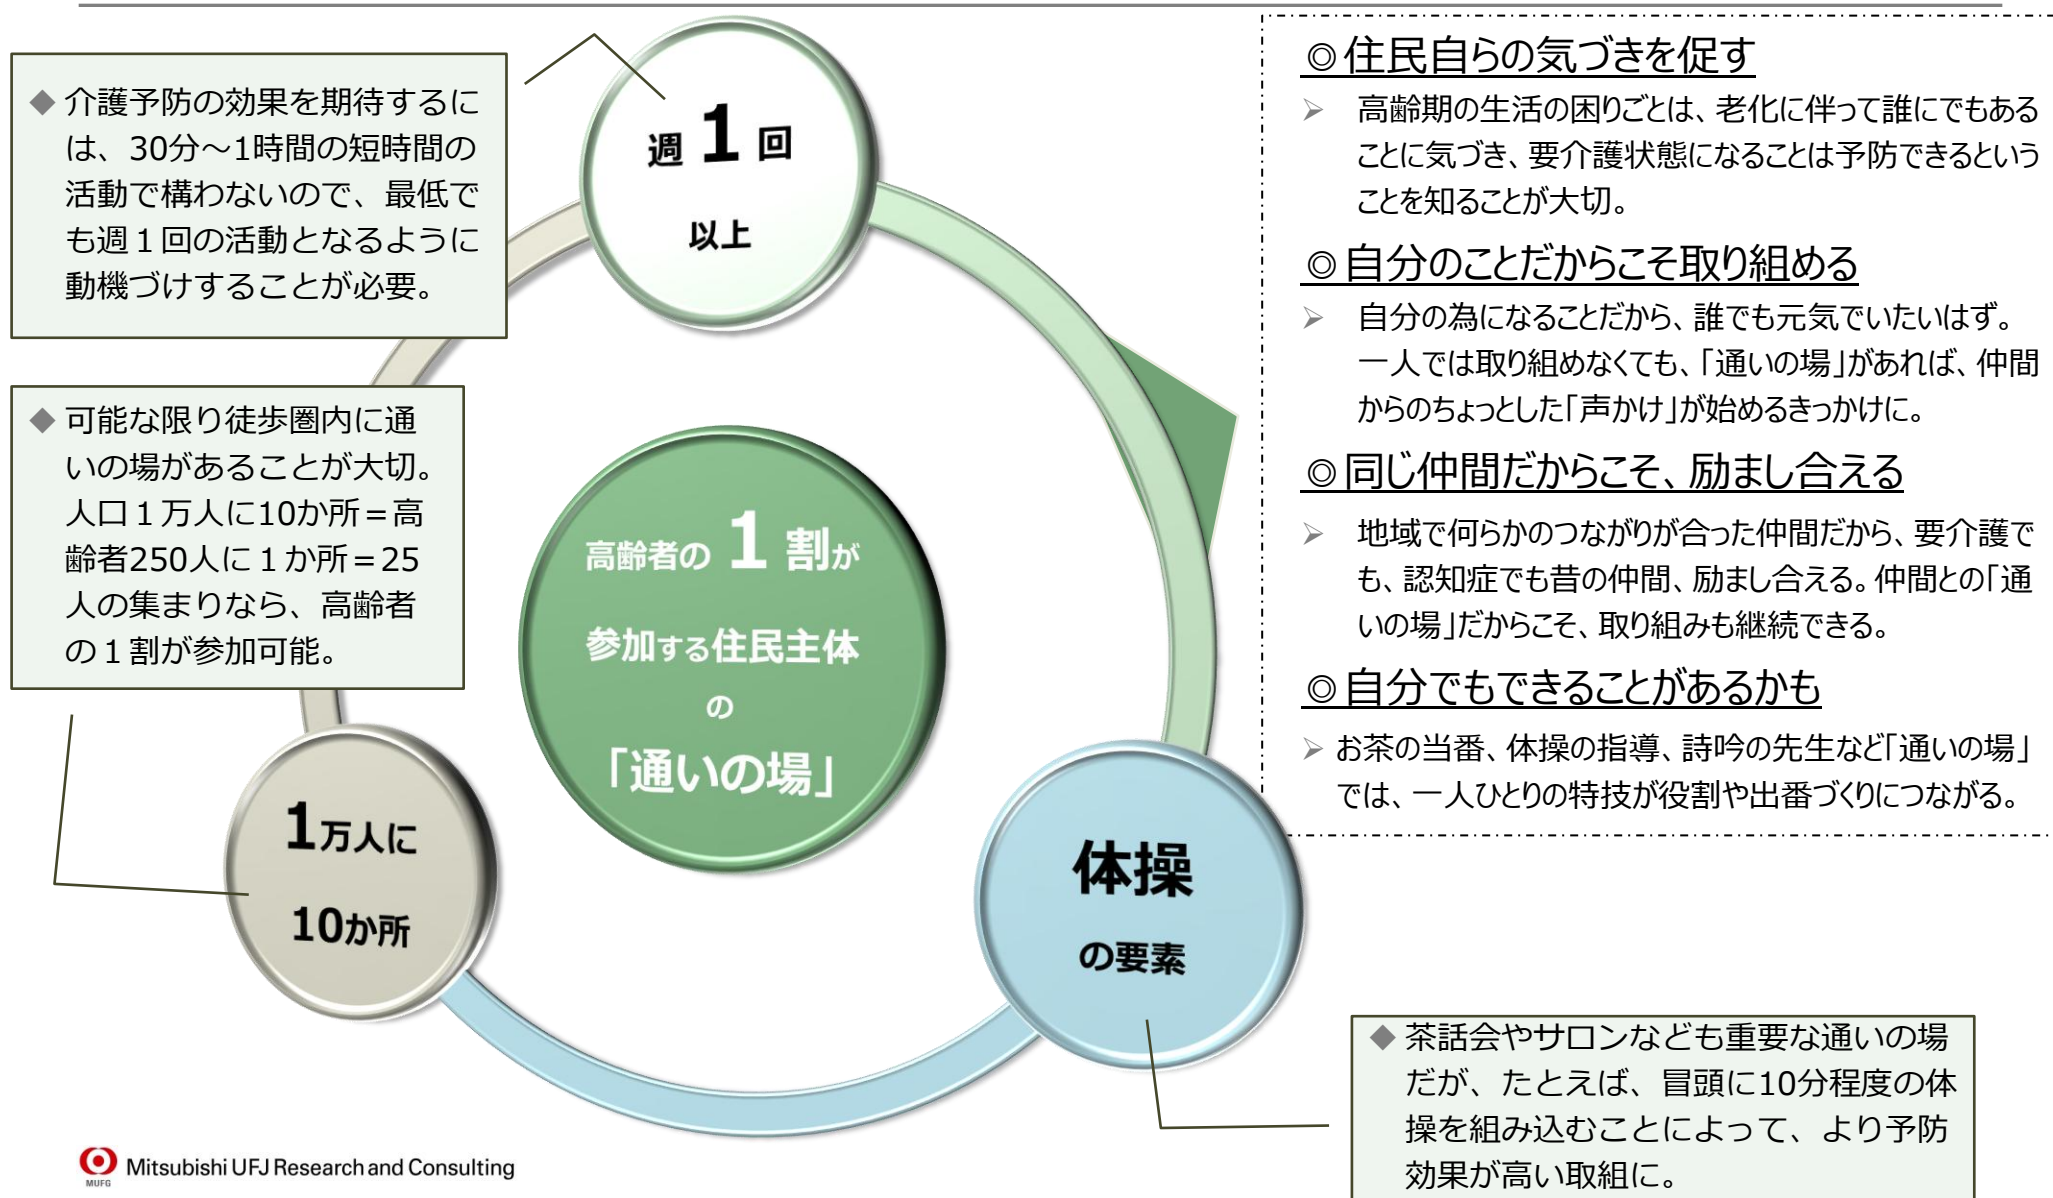 ◆ 介護予防の効果を期待するに
は、30分～1時間の短時間の
活動で構わないので、最低で
も週１回の活動となるように
動機づけすることが必要。
◆ 可能な限り徒歩圏内に通
いの場があることが大切。
人口１万人に10か所＝高
齢者250人に１か所＝25
人の集まりなら、高齢者
の１割が参加可能。
週 1 回
以上
高齢者の 1 割が
参加する住民主体
の
「通いの場」
1万人に
10か所
体操
の要素
◎住民自らの気づきを促す
➢ 高齢期の生活の困りごとは、老化に伴って誰にでもある
ことに気づき、要介護状態になることは予防できるという
ことを知ることが大切。
◎自分のことだからこそ取り組める
➢ 自分の為になることだから、誰でも元気でいたいはず。
一人では取り組めなくても、「通いの場」があれば、仲間
からのちょっとした「声かけ」が始めるきっかけに。
◎同じ仲間だからこそ、励まし合える
➢ 地域で何らかのつながりが合った仲間だから、要介護で
も、認知症でも昔の仲間、励まし合える。仲間との「通
いの場」だからこそ、取り組みも継続できる。
◎自分でもできることがあるかも
➢ お茶の当番、体操の指導、詩吟の先生など「通いの場」
では、一人ひとりの特技が役割や出番づくりにつながる。
◆ 茶話会やサロンなども重要な通いの場
だが、たとえば、冒頭に10分程度の体
操を組み込むことによって、より予防
効果が高い取組に。
MUFG
Mitsubishi UFJ Research and Consulting